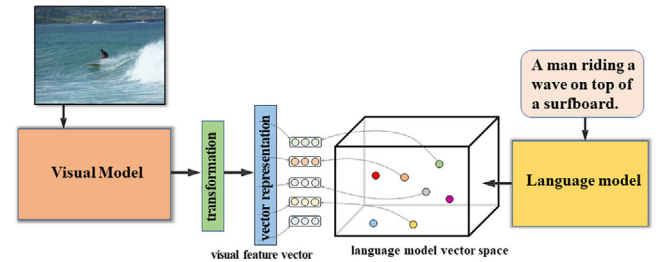 A man riding a
wave on top of
a surfboard.
Visual Model
transformation
vector representation
Language model
visual feature vector
language model vector space